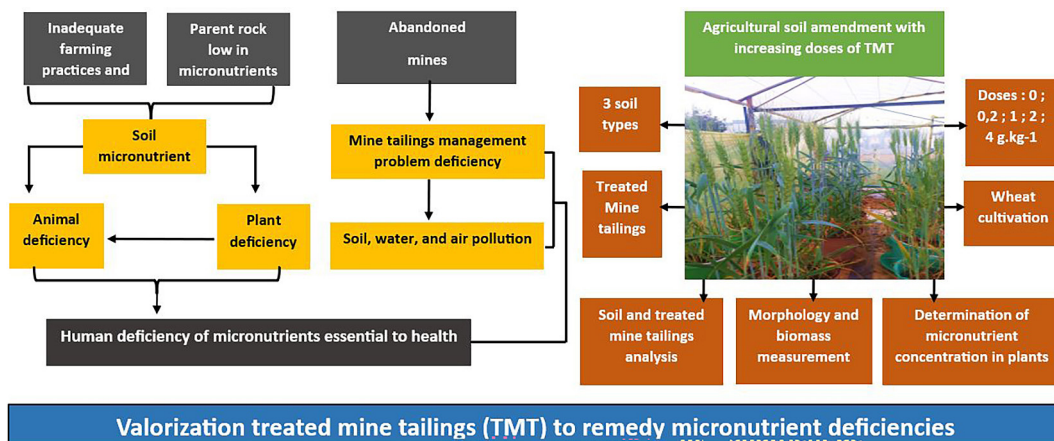 Inadequate
farming
practices and
Parent rock
low in
micronutrients
Soil
micronutrient
Animal
deficiency
Plant
deficiency
Human deficiency of micronutrients essential to health
Abandoned
mines
Mine tailings management
problem deficiency
Soil, water, and air pollution
Agricultural soil amendment with
increasing doses of TMT
3 soil
types
Treated
Mine
tailings
Doses : 0 ;
0,2 ; 1 ; 2 ;
4 g.kg-1
Wheat
cultivation
Soil and treated
mine tailings
analysis
Morphology and
biomass
measurement
Determination of
micronutrient
concentration in plants
Valorization treated mine tailings (TMT) to remedy micronutrient deficiencies